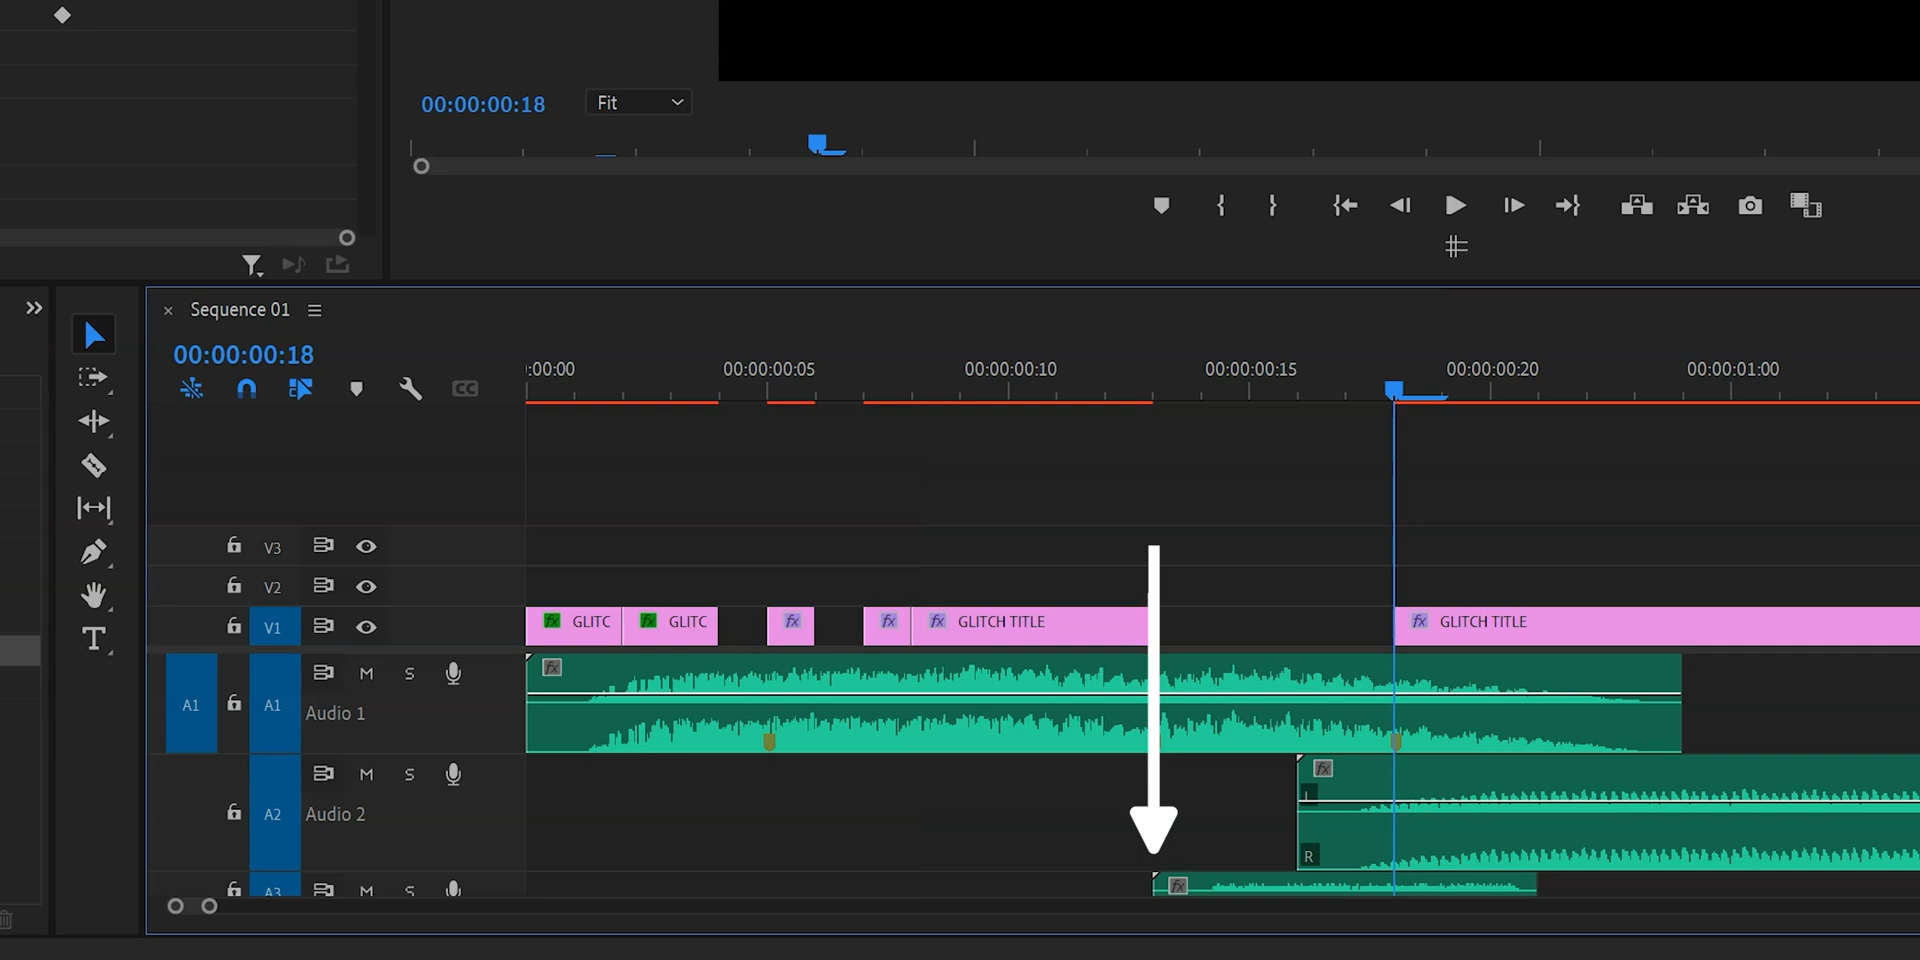 00:00:00:18 Fit
Sequence 01
00:00:00:18
:00:00 00:00:00:05 00:00:00:10 00:00:00:15 00:00:00:20 00:00:01:00
CC
V3
V2
V1 fx GLITC fx GLITC fx fx fx GLITCH TITLE fx GLITCH TITLE
M S fx
A1 A1 Audio 1
M S fx
L
A2 Audio 2
R
A3 M S fx
T